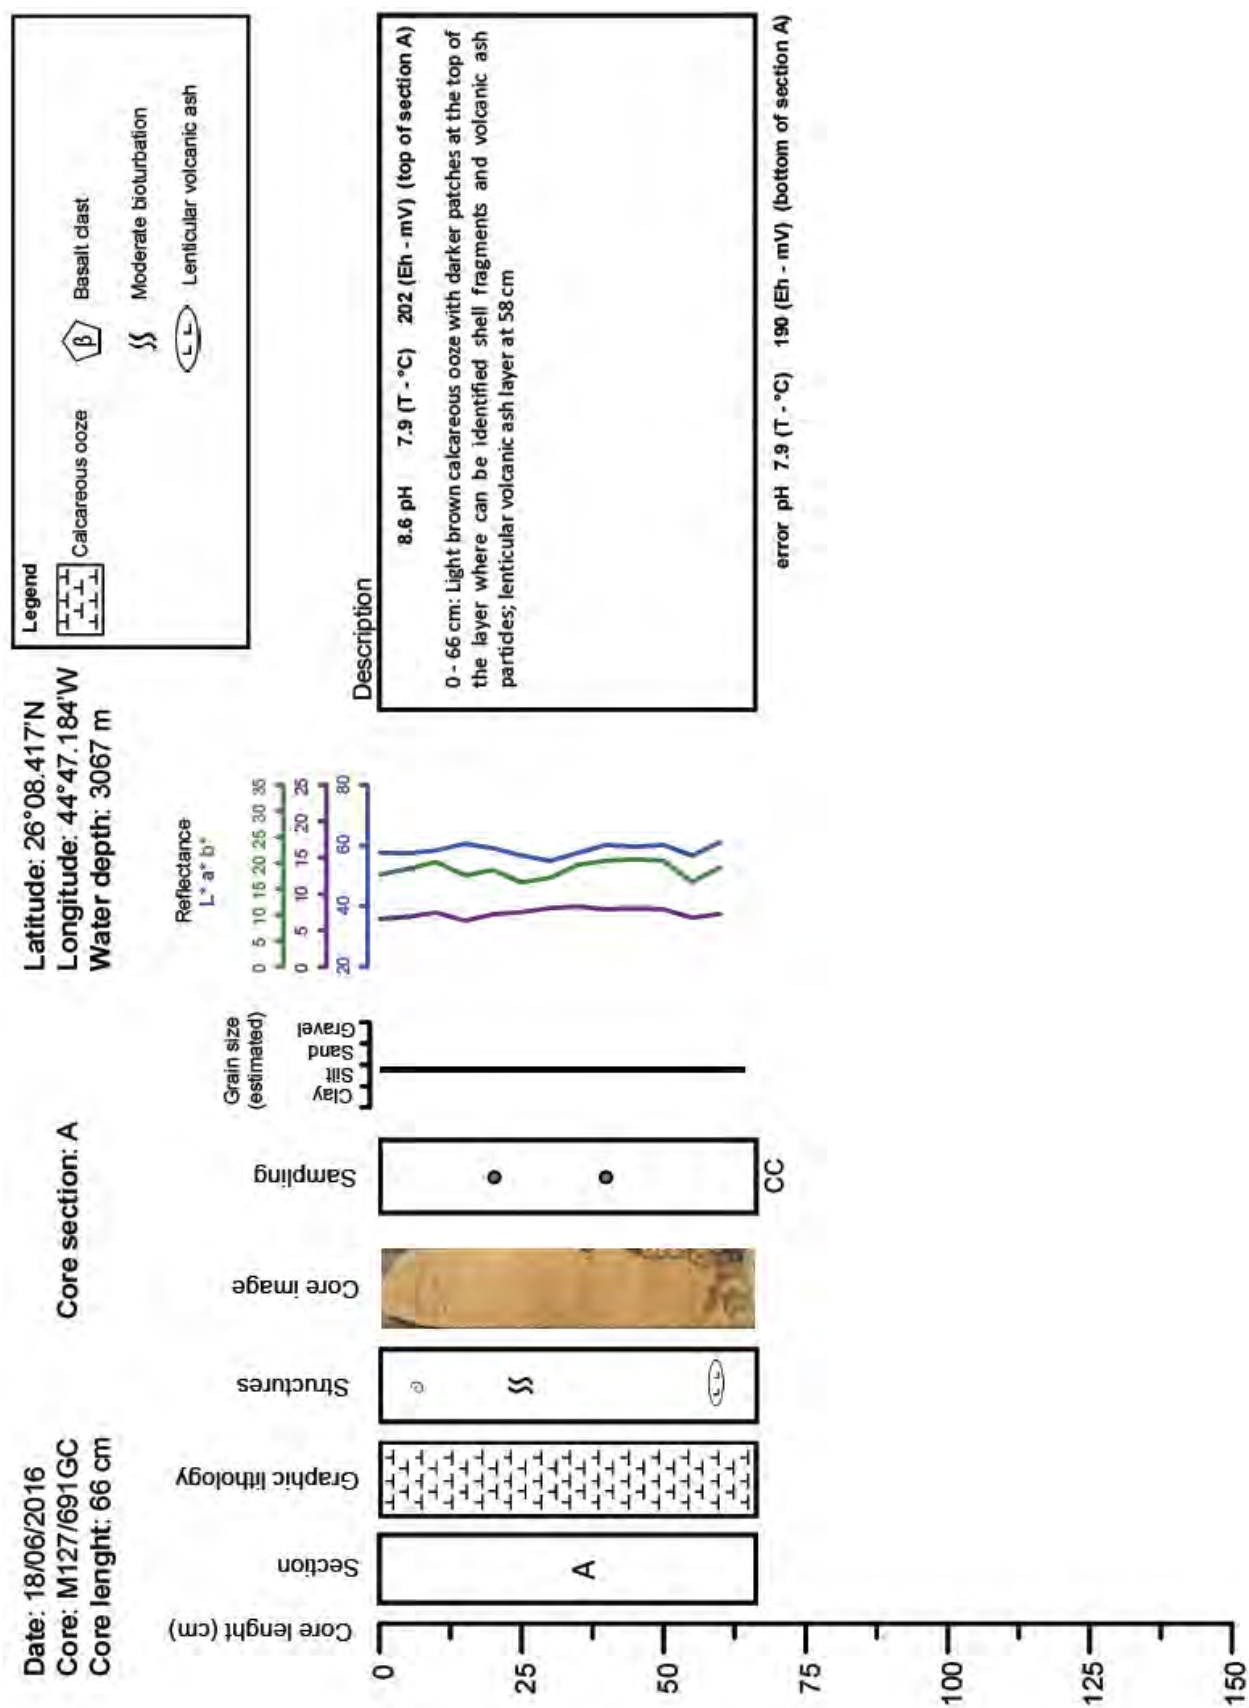 Date: 18/06/2016
Core: M127/691GC
Core lenght: 66 cm
Core section: A
Latitude: 26°08.417'N
Longitude: 44°47.184'W
Water depth: 3067 m
Legend
Calcareous ooze
β
Basalt clast
Moderate bioturbation
Lenticular volcanic ash
Core lenght (cm)
Section
Graphic lithology
Structures
Core image
Sampling
Grain size
(estimated)
Clay
Silt
Sand
Gravel
Reflectance
L* a* b*
0 5 10 15 20 25 30 35
0 5 10 15 20 25
20 40 60 80
Description
8.6 pH 7.9 (T - °C) 202 (Eh - mV) (top of section A)
0 - 66 cm: Light brown calcareous ooze with darker patches at the top of
the layer where can be identified shell fragments and volcanic ash
particles; lenticular volcanic ash layer at 58 cm
error pH 7.9 (T - °C) 190 (Eh - mV) (bottom of section A)
A
CC
0
25
50
75
100
125
150